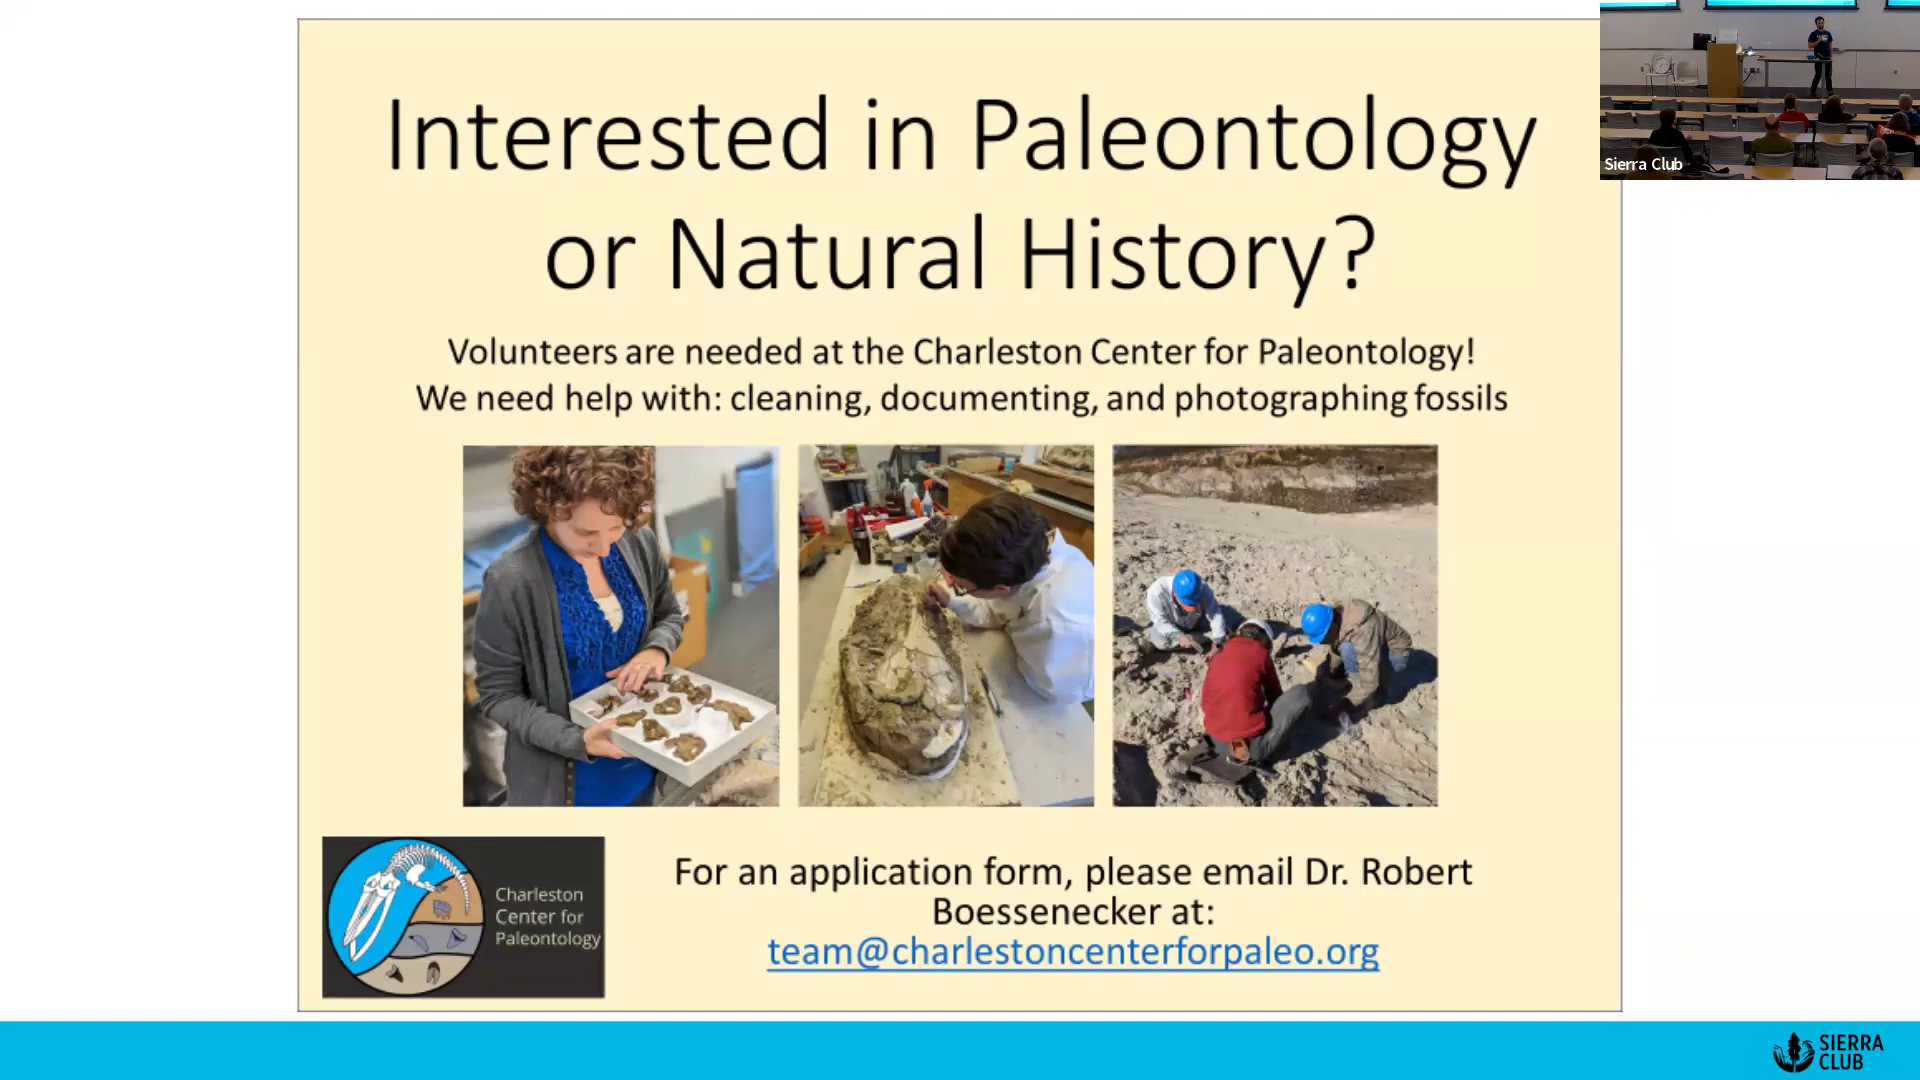 Interested in Paleontology
or Natural History?
Volunteers are needed at the Charleston Center for Paleontology!
We need help with: cleaning, documenting, and photographing fossils
Charleston
Center for
Paleontology
For an application form, please email Dr. Robert
Boessenecker at:
team@charlestoncenterforpaleo.org
Sierra Club
SIERRA
CLUB